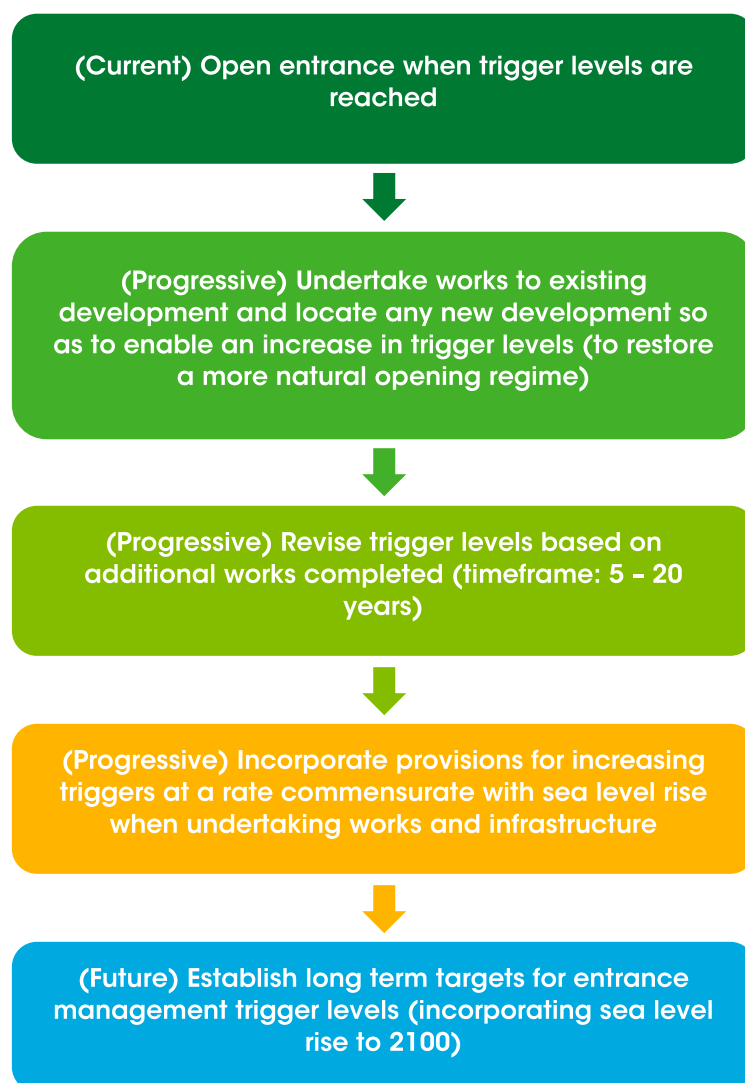 (Current) Open entrance when trigger levels are
reached
(Progressive) Undertake works to existing
development and locate any new development so
as to enable an increase in trigger levels (to restore
a more natural opening regime)
(Progressive) Revise trigger levels based on
additional works completed (timeframe: 5 – 20
years)
(Progressive) Incorporate provisions for increasing
triggers at a rate commensurate with sea level rise
when undertaking works and infrastructure
(Future) Establish long term targets for entrance
management trigger levels (incorporating sea level
rise to 2100)